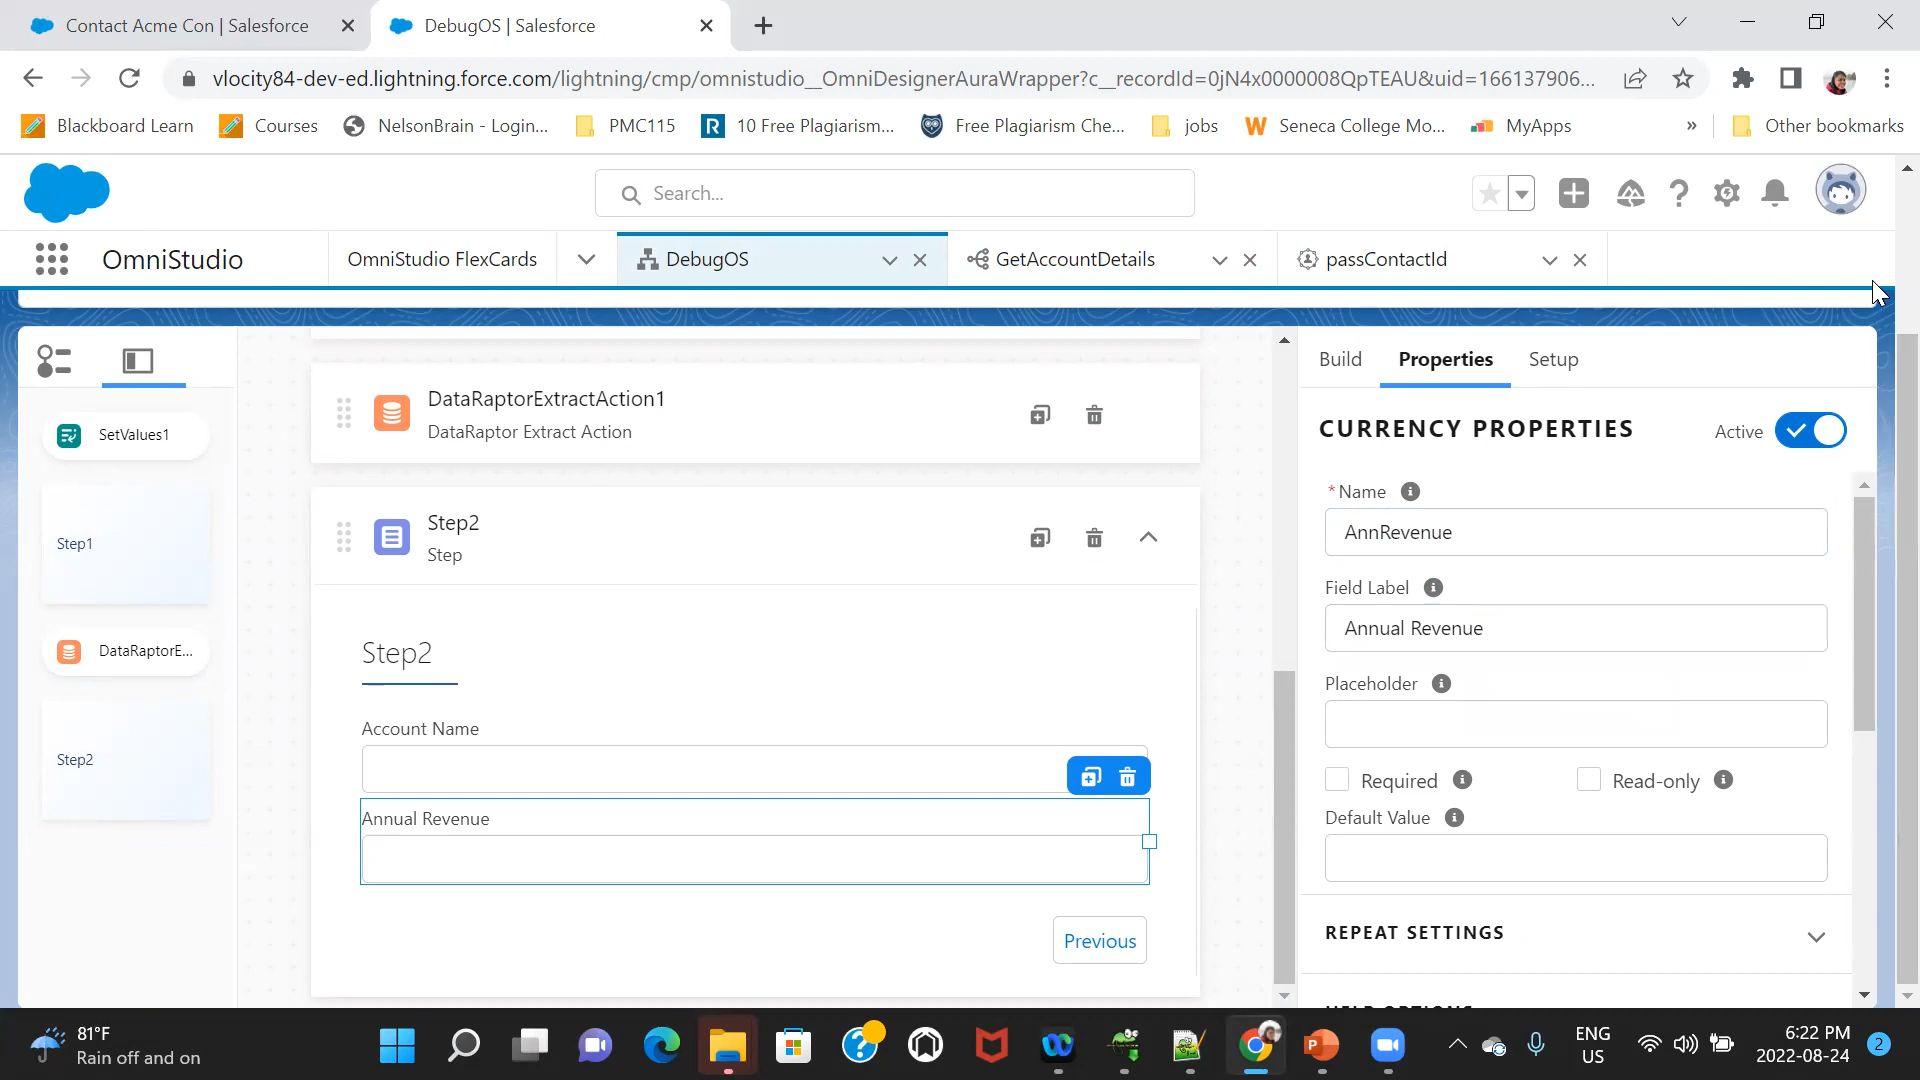 Contact Acme Con | Salesforce
DebugOS | Salesforce
vlocity84-dev-ed.lightning.force.com/lightning/cmp/omnistudio__OmniDesignerAuraWrapper?c__recordId=0jN4x0000008QpTEAU&uid=166137906...
Blackboard Learn
Courses
NelsonBrain - Login...
PMC115
R
10 Free Plagiarism...
Free Plagiarism Che...
jobs
W
Seneca College Mo...
MyApps
»
Other bookmarks
Search...
OmniStudio
OmniStudio FlexCards
DebugOS
GetAccountDetails
passContactId
SetValues1
Step1
DataRaptorE...
Step2
DataRaptorExtractAction1
DataRaptor Extract Action
Step2
Step
Step2
Account Name
Annual Revenue
Previous
Build
Properties
Setup
CURRENCY PROPERTIES
Active
*Name
AnnRevenue
Field Label
Annual Revenue
Placeholder
Required
Read-only
Default Value
REPEAT SETTINGS
HELP OPTIONS
81°F
Rain off and on
ENG
US
6:22 PM
2022-08-24
2